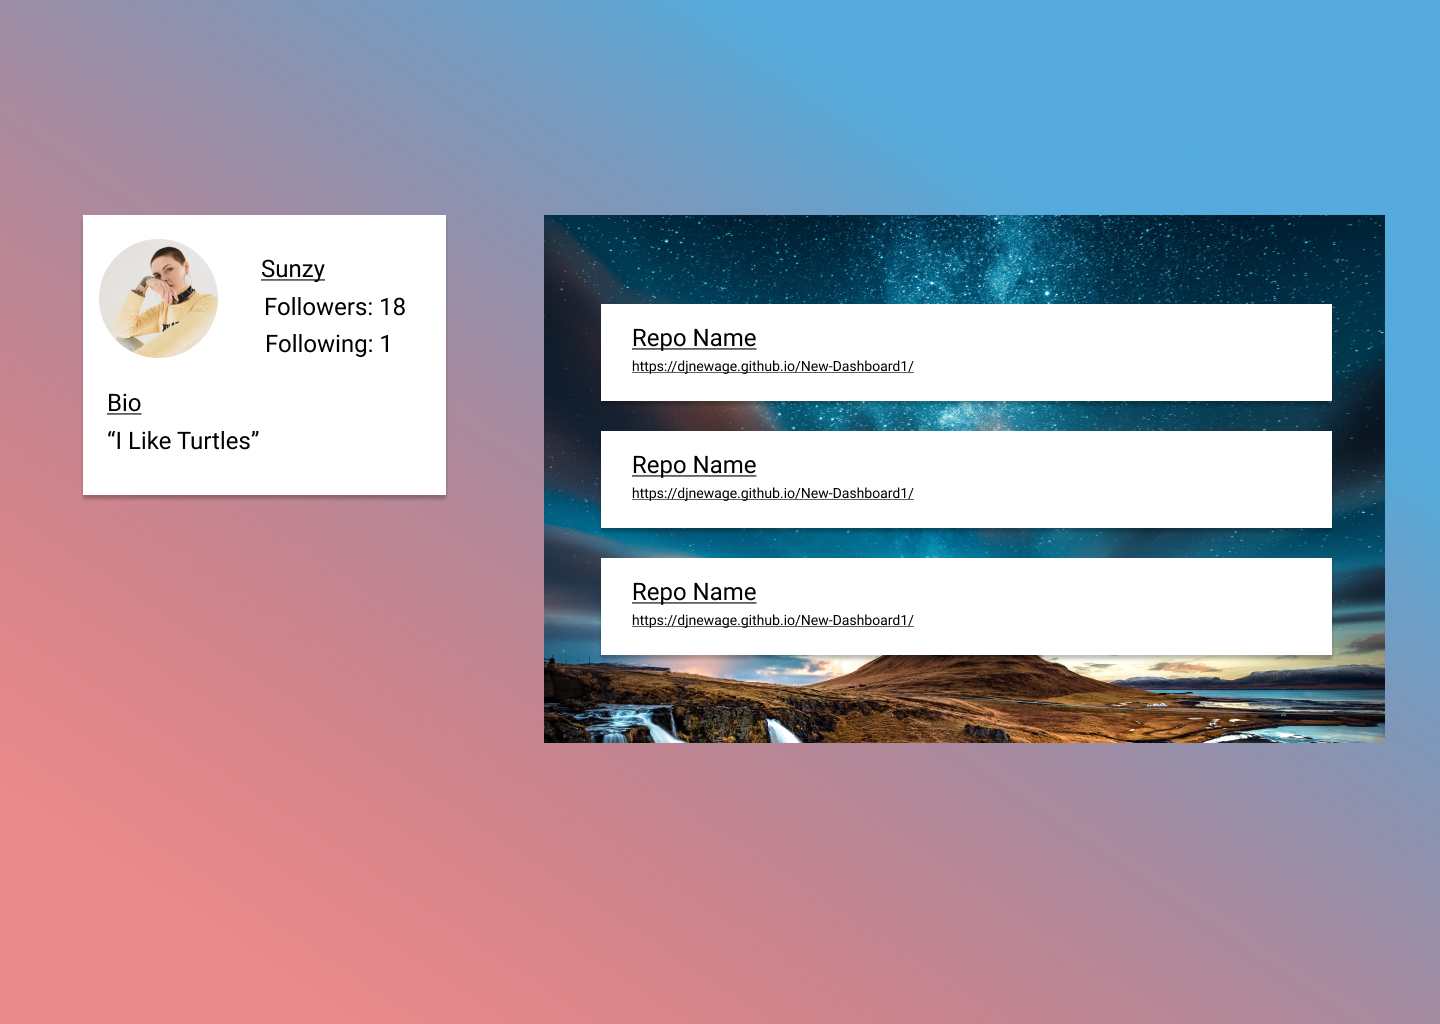 Sunzy
Followers: 18
Following: 1
Bio
“I Like Turtles”
Repo Name
https://djnewage.github.io/New-Dashboard1/
Repo Name
https://djnewage.github.io/New-Dashboard1/
Repo Name
https://djnewage.github.io/New-Dashboard1/